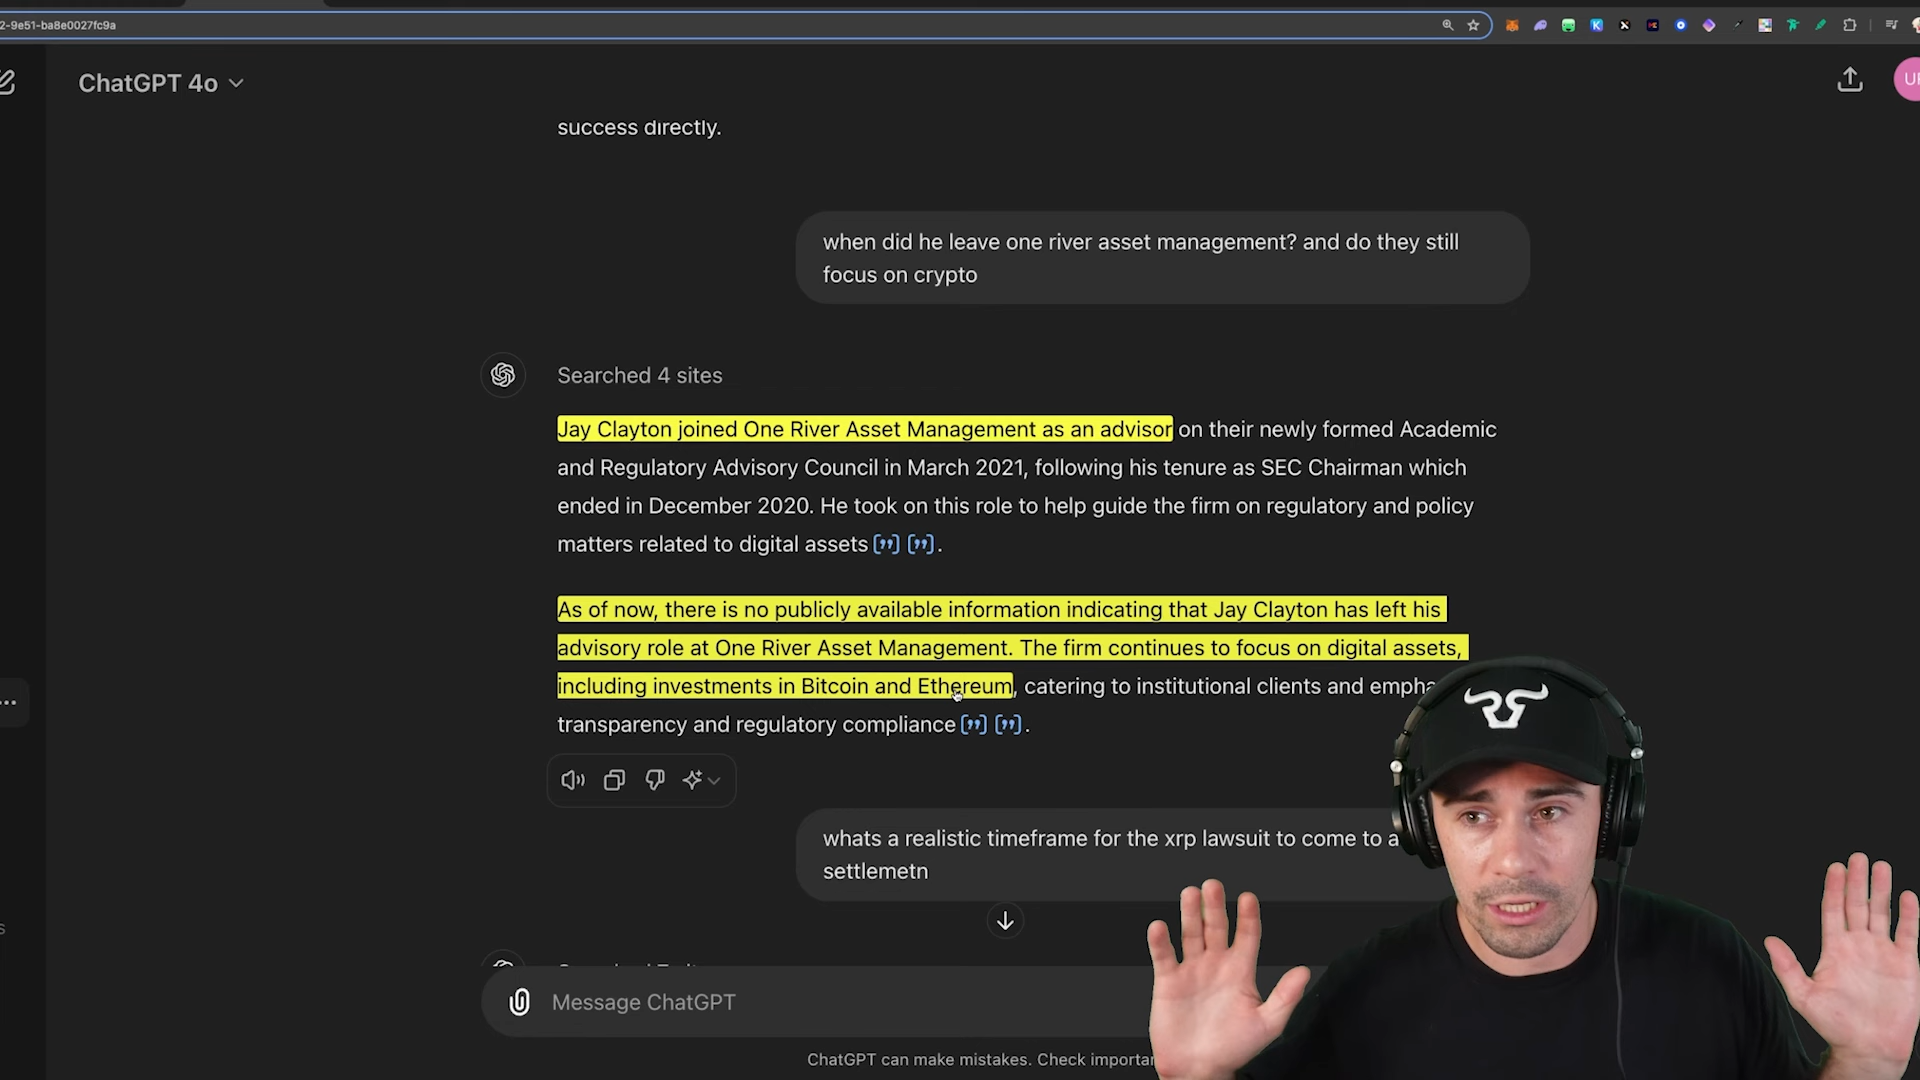 2-9e51-ba8e0027fc9a
ChatGPT 4o
success directly.
when did he leave one river asset management? and do they still
focus on crypto
Searched 4 sites
Jay Clayton joined One River Asset Management as an advisor on their newly formed Academic
and Regulatory Advisory Council in March 2021, following his tenure as SEC Chairman which
ended in December 2020. He took on this role to help guide the firm on regulatory and policy
matters related to digital assets.
As of now, there is no publicly available information indicating that Jay Clayton has left his
advisory role at One River Asset Management. The firm continues to focus on digital assets,
including investments in Bitcoin and Ethereum, catering to institutional clients and empha
transparency and regulatory compliance.
whats a realistic timeframe for the xrp lawsuit to come to a
settlemetn
Message ChatGPT
ChatGPT can make mistakes. Check importan